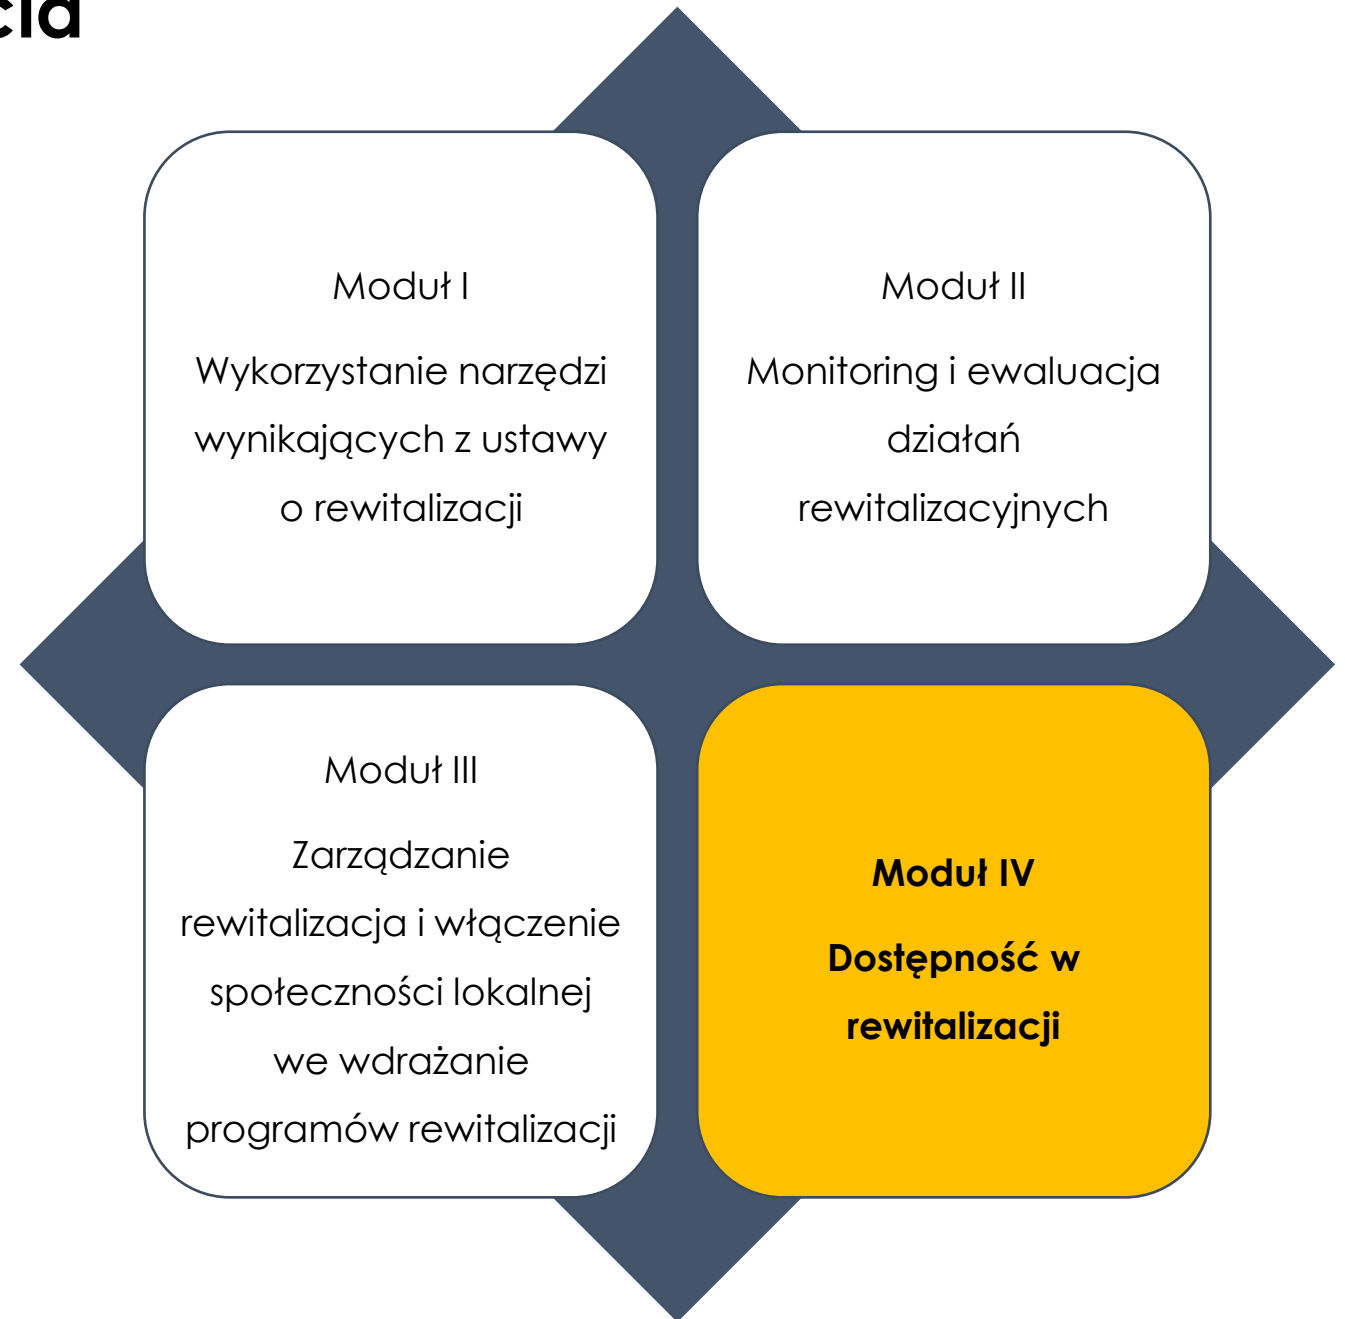 Moduł I
Wykorzystanie narzędzi
wynikających z ustawy
o rewitalizacji
Moduł II
Monitoring i ewaluacja
działań
rewitalizacyjnych
Moduł III
Zarządzanie
rewitalizacja i włączenie
społeczności lokalnej
we wdrażanie
programów rewitalizacji
Moduł IV
Dostępność w
rewitalizacji